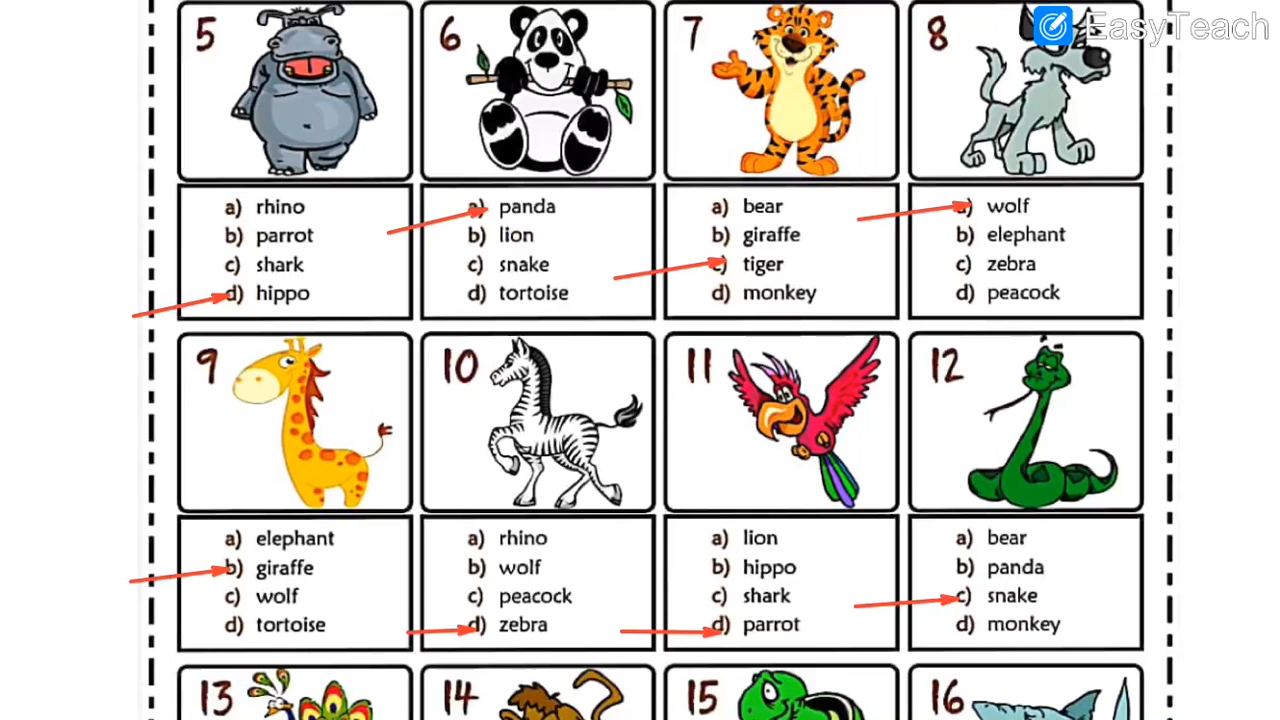 EasyTeach
5 6 7 8
a) rhino
b) parrot
c) shark
d) hippo
a) panda
b) lion
c) snake
d) tortoise
a) bear
b) giraffe
c) tiger
d) monkey
a) wolf
b) elephant
c) zebra
d) peacock
9 10 11 12
a) elephant
b) giraffe
c) wolf
d) tortoise
a) rhino
b) wolf
c) peacock
d) zebra
a) lion
b) hippo
c) shark
d) parrot
a) bear
b) panda
c) snake
d) monkey
13 14 15 16